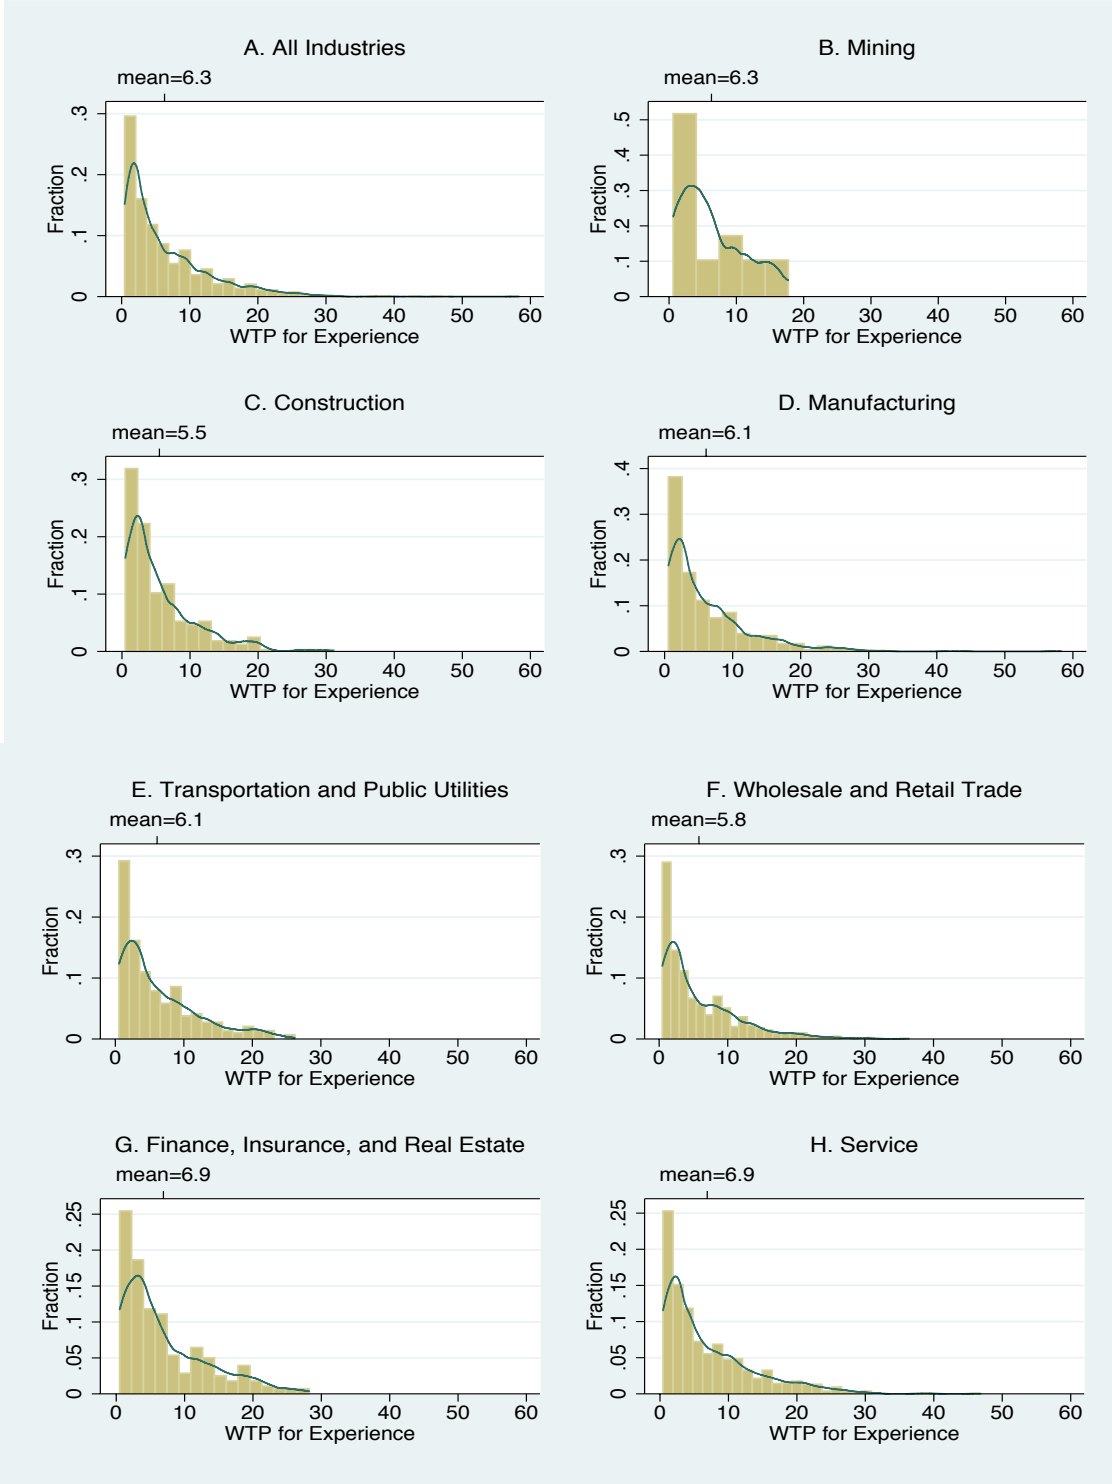 A. All Industries
mean=6.3
Fraction
0 .1 .2 .3
0 10 20 30 40 50 60
WTP for Experience
B. Mining
mean=6.3
Fraction
0 .1 .2 .3 .4 .5
0 10 20 30 40 50 60
WTP for Experience
C. Construction
mean=5.5
Fraction
0 .1 .2 .3
0 10 20 30 40 50 60
WTP for Experience
D. Manufacturing
mean=6.1
Fraction
0 .1 .2 .3 .4
0 10 20 30 40 50 60
WTP for Experience
E. Transportation and Public Utilities
mean=6.1
Fraction
0 .1 .2 .3
0 10 20 30 40 50 60
WTP for Experience
F. Wholesale and Retail Trade
mean=5.8
Fraction
0 .1 .2 .3
0 10 20 30 40 50 60
WTP for Experience
G. Finance, Insurance, and Real Estate
mean=6.9
Fraction
0 .05 .1 .15 .2 .25
0 10 20 30 40 50 60
WTP for Experience
H. Service
mean=6.9
Fraction
0 .05 .1 .15 .2 .25
0 10 20 30 40 50 60
WTP for Experience